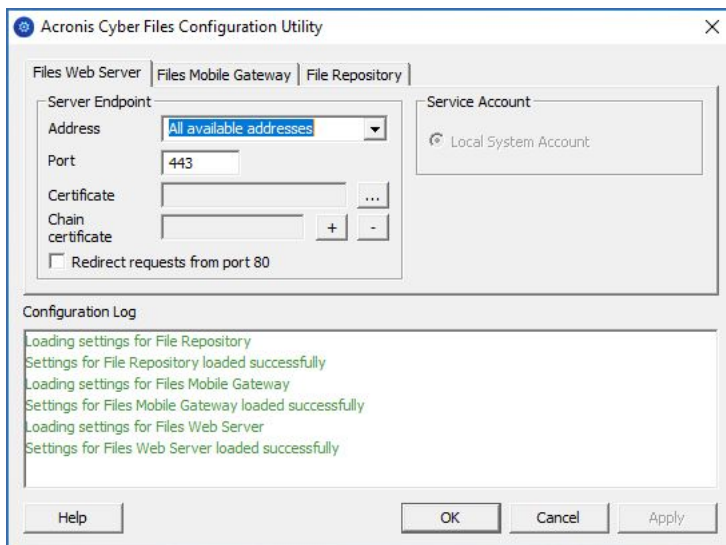 Acronis Cyber Files Configuration Utility
Files Web Server
Files Mobile Gateway
File Repository
Server Endpoint
Address
All available addresses
Port
443
Certificate
...
Chain
certificate
+
-
Redirect requests from port 80
Service Account
Local System Account
Configuration Log
Loading settings for File Repository
Settings for File Repository loaded successfully
Loading settings for Files Mobile Gateway
Settings for Files Mobile Gateway loaded successfully
Loading settings for Files Web Server
Settings for Files Web Server loaded successfully
Help
OK
Cancel
Apply